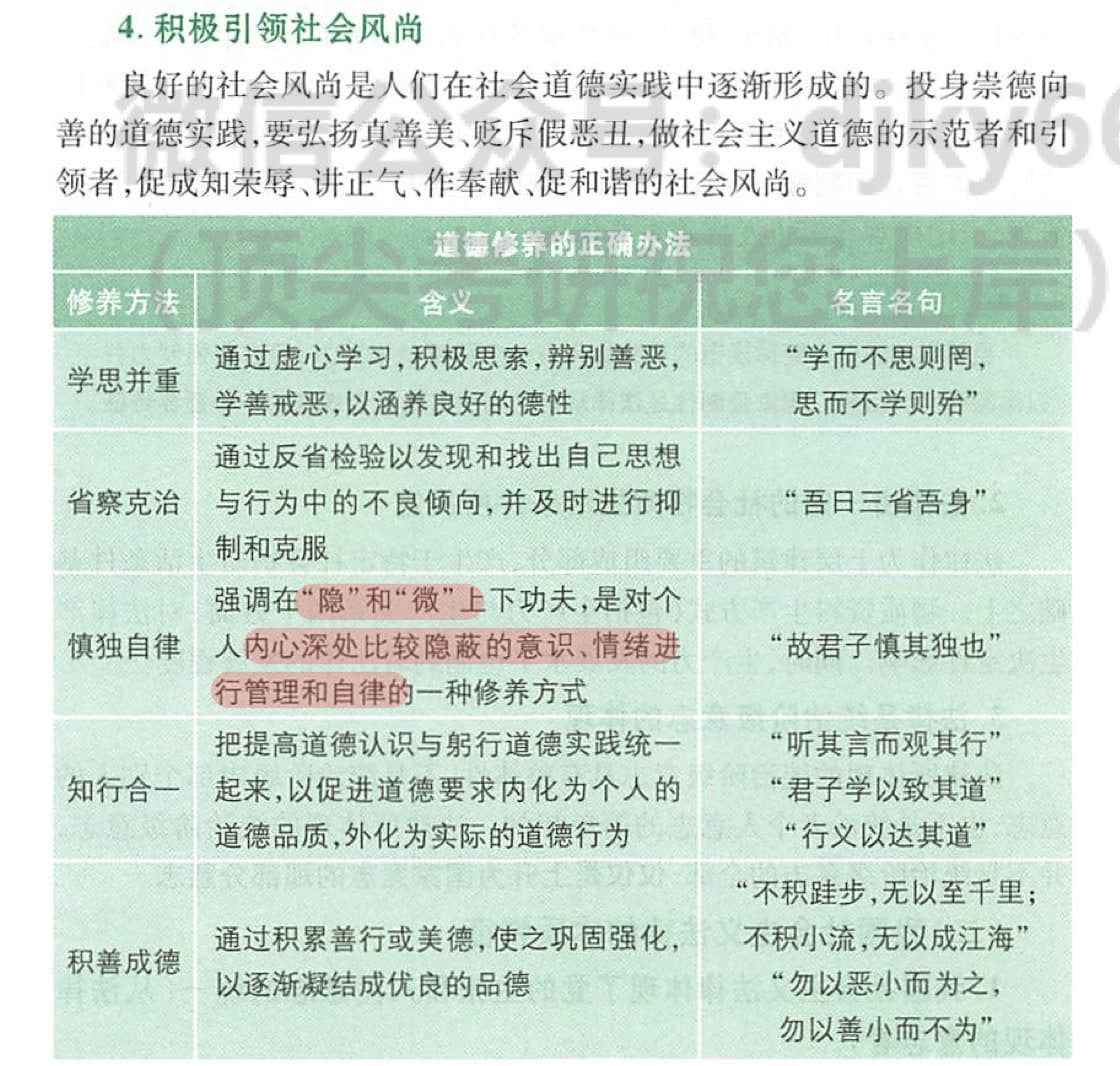 4. 积极引领社会风尚
良好的社会风尚是人们在社会道德实践中逐渐形成的。投身崇德向
善的道德实践,要弘扬真善美、贬斥假恶丑,做社会主义道德的示范者和引
领者,促成知荣辱、讲正气、作奉献、促和谐的社会风尚。
微信公众号: djky66
(顶尖考研祝您上岸)
道德修养的正确办法
修养方法 含义 名言名句
学思并重
通过虚心学习,积极思索,辨别善恶,
学善戒恶,以涵养良好的德性
“学而不思则罔,
思而不学则殆”
省察克治
通过反省检验以发现和找出自己思想
与行为中的不良倾向,并及时进行抑
制和克服
“吾日三省吾身”
慎独自律
强调在“隐”和“微”上下功夫,是对个
人内心深处比较隐蔽的意识、情绪进
行管理和自律的一种修养方式
“故君子慎其独也”
知行合一
把提高道德认识与躬行道德实践统一
起来,以促进道德要求内化为个人的
道德品质,外化为实际的道德行为
“听其言而观其行”
“君子学以致其道”
“行义以达其道”
积善成德
通过积累善行或美德,使之巩固强化,
以逐渐凝结成优良的品德
“不积跬步,无以至千里;
不积小流,无以成江海”
“勿以恶小而为之,
勿以善小而不为”